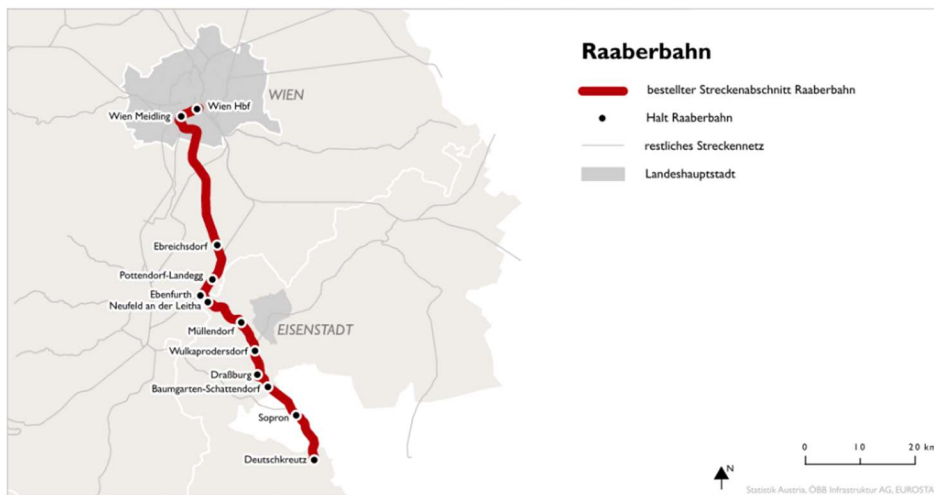 Raaberbahn
bestellter Streckenabschnitt Raaberbahn
Halt Raaberbahn
restliches Streckennetz
Landeshauptstadt
WIEN
Wien Hbf
Wien Meidling
Ebreichsdorf
Pottendorf-Landegg
Ebenfurth
Neufeld an der Leitha
EISENSTADT
Müllendorf
Wulkaprodersdorf
Draßburg
Baumgarten-Schattendorf
Sopron
Deutschkreutz
0 10 20 km
N
Statistik Austria, ÖBB Infrastruktur AG, EUROSTA